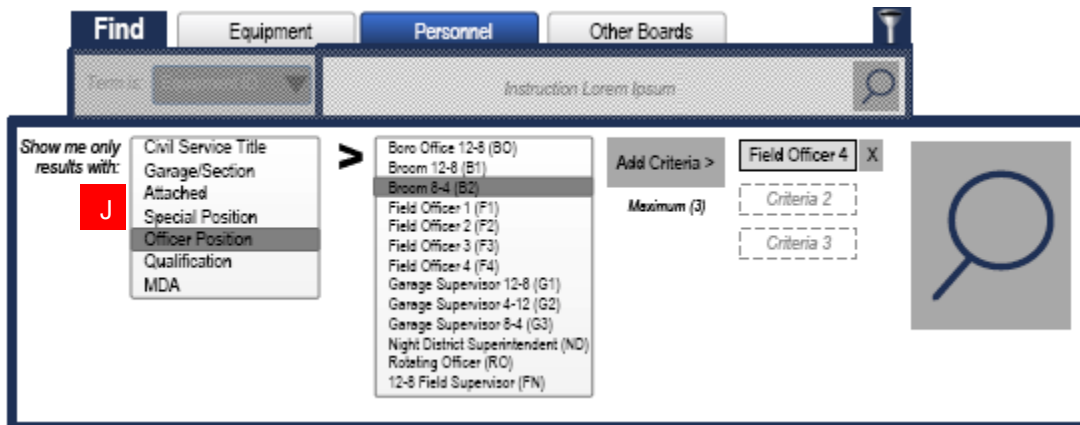 Find
Equipment
Personnel
Other Boards
Term is:
Equipment ID
Instruction Lorem Ipsum
Show me only
results with:
J
Civil Service Title
Garage/Section
Attached
Special Position
Officer Position
Qualification
MDA
>
Boro Office 12-8 (BO)
Broom 12-8 (B1)
Broom 8-4 (B2)
Field Officer 1 (F1)
Field Officer 2 (F2)
Field Officer 3 (F3)
Field Officer 4 (F4)
Garage Supervisor 12-8 (G1)
Garage Supervisor 4-12 (G2)
Garage Supervisor 8-4 (G3)
Night District Superintendent (ND)
Rotating Officer (RO)
12-8 Field Supervisor (FN)
Add Criteria >
Maximum (3)
Field Officer 4 X
Criteria 2
Criteria 3